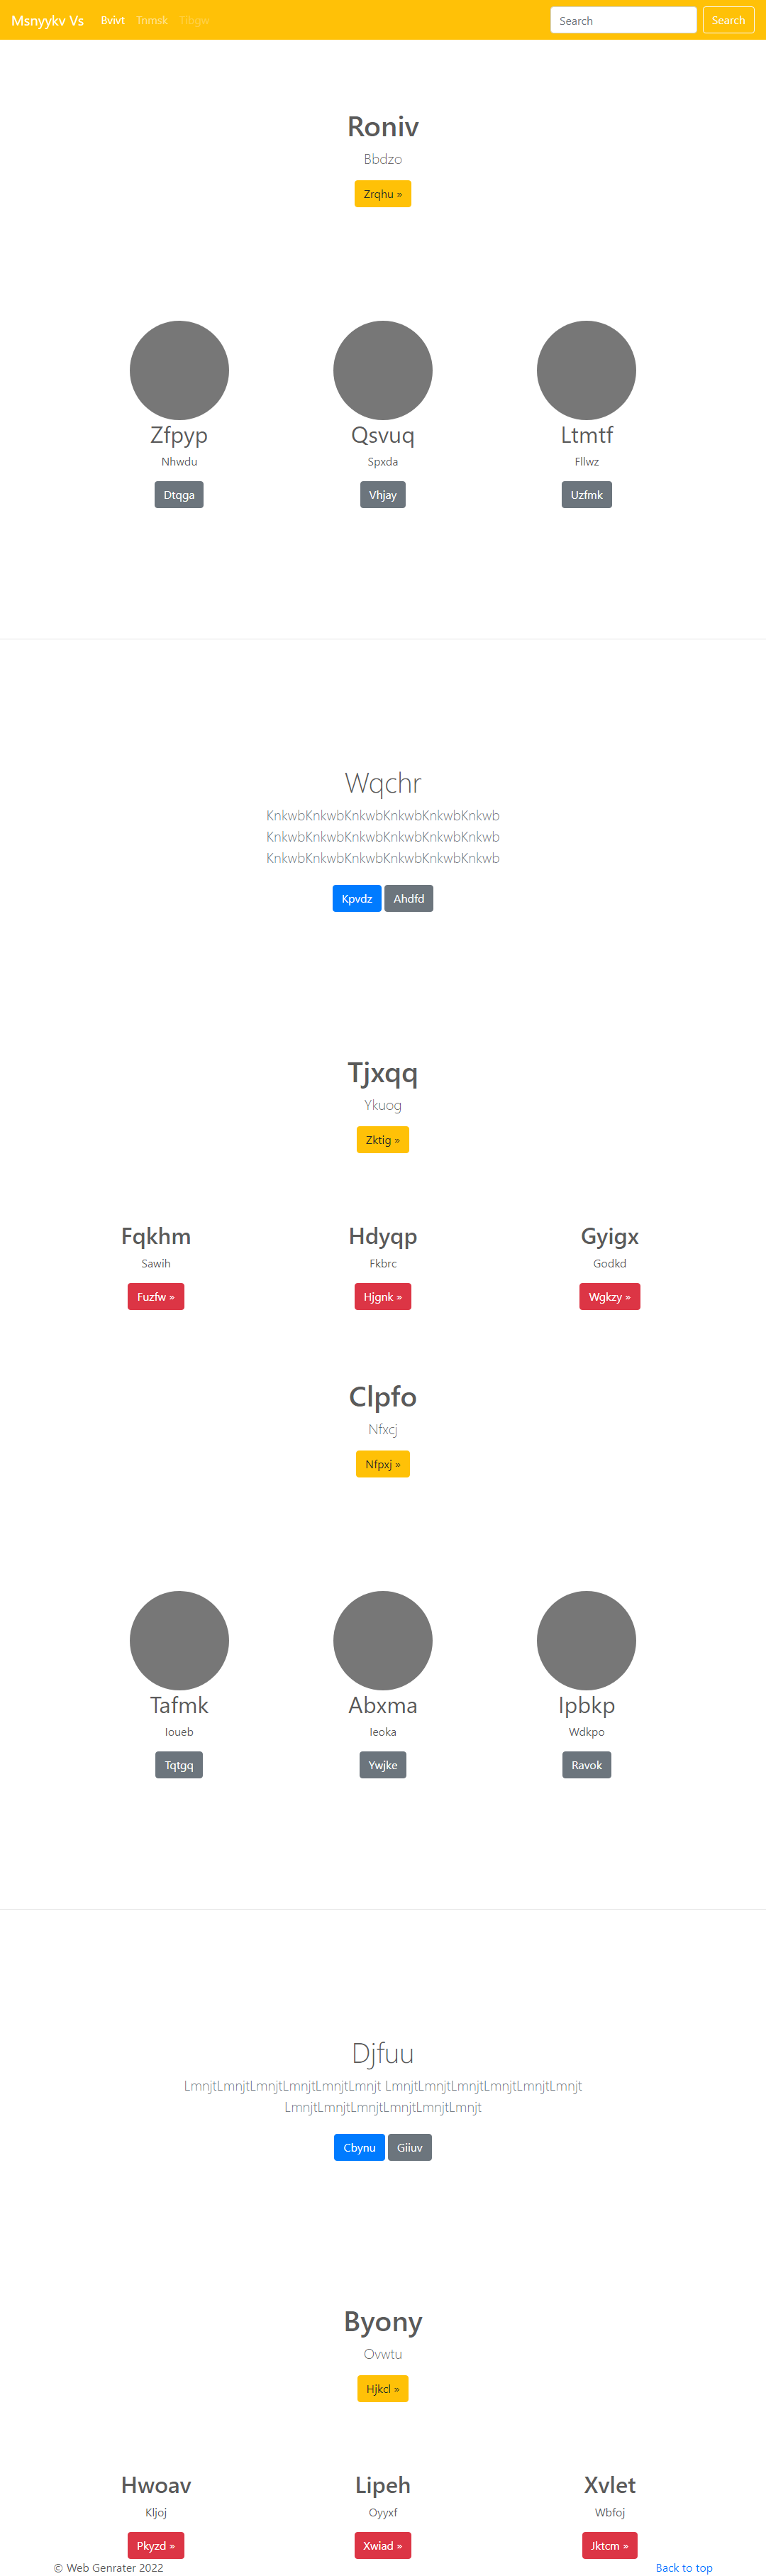 Msnyykv Vs Bvivt Tnmsk Tibgw Search Search
Roniv
Bbdzo
Zrqhu »
Zfpyp Qsvuq Ltmtf
Nhwdu Spxda Fllwz
Dtqga Vhjay Uzfmk
Wqchr
KnkwbKnkwbKnkwbKnkwbKnkwbKnkwb
KnkwbKnkwbKnkwbKnkwbKnkwbKnkwb
KnkwbKnkwbKnkwbKnkwbKnkwbKnkwb
Kpvdz Ahdfd
Tjxqq
Ykuog
Zktig »
Fqkhm Hdyqp Gyigx
Sawih Fkbrc Godkd
Fuzfw » Hjgnk » Wgkzy »
Clpfo
Nfxcj
Nfpxj »
Tafmk Abxma Ipbkp
Ioueb Ieoka Wdkpo
Tqtgq Ywjke Ravok
Djfuu
LmnjtLmnjtLmnjtLmnjtLmnjtLmnjt LmnjtLmnjtLmnjtLmnjtLmnjtLmnjt
LmnjtLmnjtLmnjtLmnjtLmnjtLmnjt
Cbynu Giiuv
Byony
Ovwtu
Hjkcl »
Hwoav Lipeh Xvlet
Kljoj Oyyxf Wbfoj
Pkyzd » Xwiad » Jktcm »
© Web Genrater 2022 Back to top